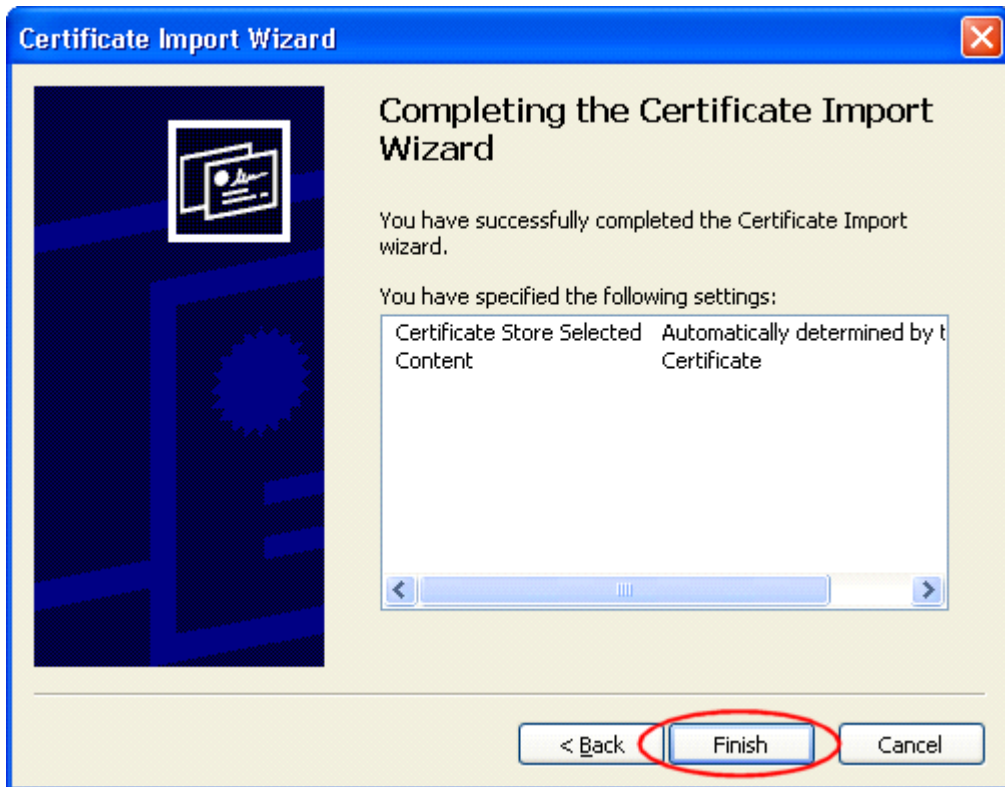 Certificate Import Wizard
Completing the Certificate Import
Wizard
You have successfully completed the Certificate Import
wizard.
You have specified the following settings:
Certificate Store Selected Automatically determined by t
Content Certificate
< Back Finish Cancel